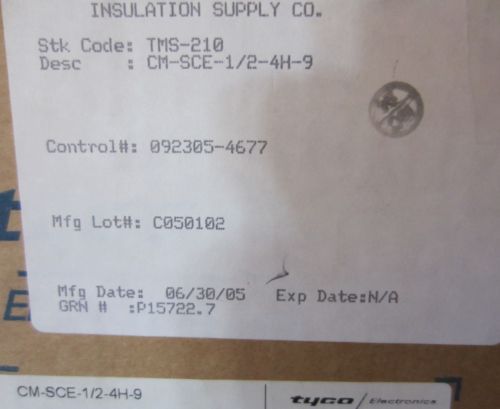 INSULATION SUPPLY CO.
Stk Code: TMS-210
Desc : CM-SCE-1/2-4H-9
Control#: 092305-4677
Mfg Lot#: C050102
Mfg Date: 06/30/05 Exp Date:N/A
GRN # :P15722.7
CM-SCE-1/2-4H-9
tyco / Electronics